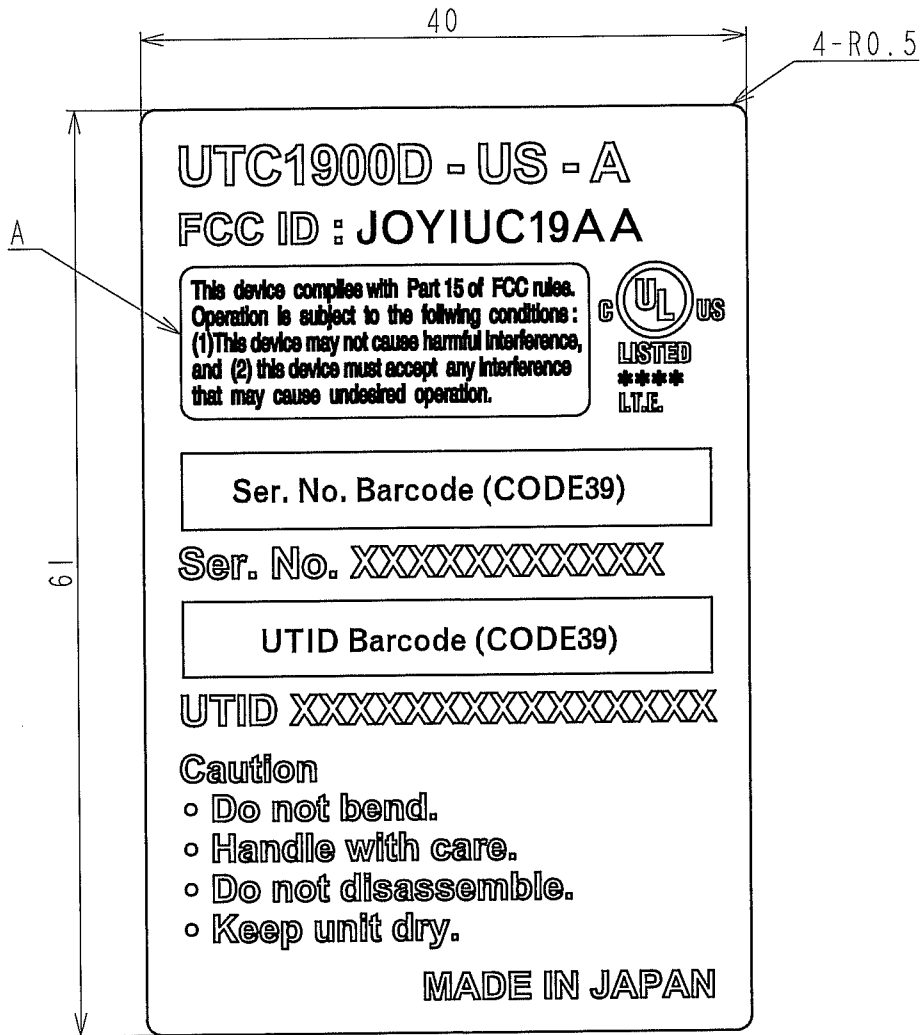 40
4-R0.5
UTC1900D - US - A
FCC ID : JOYIUC19AA
A
This device complies with Part 15 of FCC rules.
Operation is subject to the follwing conditions :
(1)This device may not cause harmful interference,
and (2) this device must accept any interference
that may cause undesired operation.
C UL US
LISTED
****
I.T.E.
Ser. No. Barcode (CODE39)
61
Ser. No. XXXXXXXXXXXX
UTID Barcode (CODE39)
UTID XXXXXXXXXXXXXXXX
Caution
◦ Do not bend.
◦ Handle with care.
◦ Do not disassemble.
◦ Keep unit dry.
MADE IN JAPAN